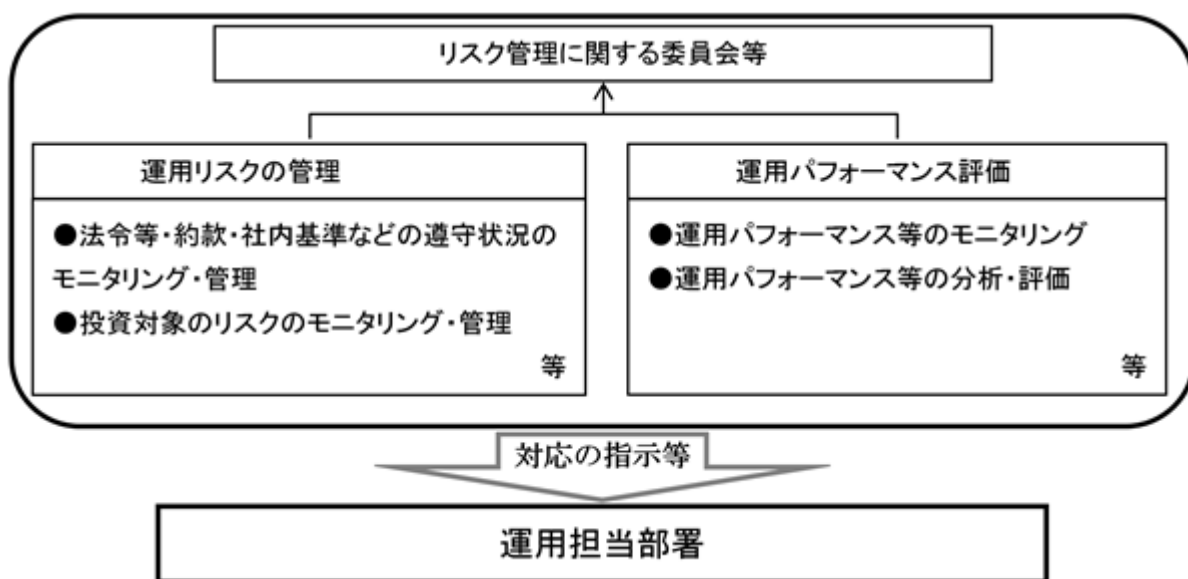 リスク管理に関する委員会等
運用リスクの管理
●法令等・約款・社内基準などの遵守状況の
モニタリング・管理
●投資対象のリスクのモニタリング・管理
等
運用パフォーマンス評価
●運用パフォーマンス等のモニタリング
●運用パフォーマンス等の分析・評価
等
対応の指示等
運用担当部署